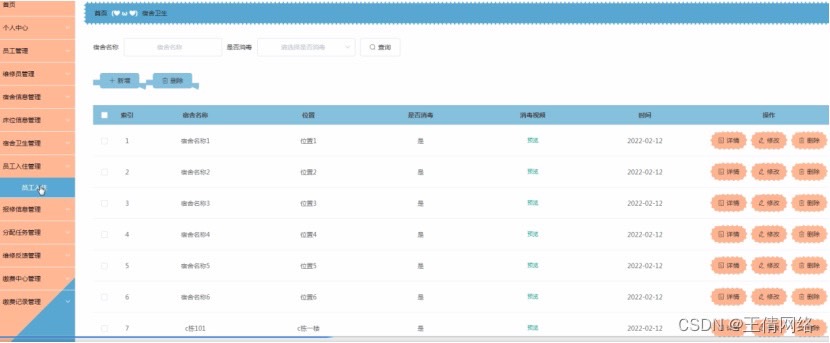 首页
首页 (♥ ω ♥) 宿舍卫生
个人中心
员工管理
宿舍名称 宿舍名称 是否消毒 请选择是否消毒 查询
维修员管理
+ 新增 删除
宿舍信息管理
床位信息管理
索引 宿舍名称 位置 是否消毒 消毒视频 时间 操作
宿舍卫生管理
1 宿舍名称1 位置1 是 预览 2022-02-12 详情 修改 删除
员工入住管理
2 宿舍名称2 位置2 是 预览 2022-02-12 详情 修改 删除
员工入住
3 宿舍名称3 位置3 是 预览 2022-02-12 详情 修改 删除
报修信息管理
分配任务管理
4 宿舍名称4 位置4 是 预览 2022-02-12 详情 修改 删除
维修反馈管理
5 宿舍名称5 位置5 是 预览 2022-02-12 详情 修改 删除
缴费中心管理
6 宿舍名称6 位置6 是 预览 2022-02-12 详情 修改 删除
缴费记录管理
7 c栋101 c栋一楼 是 预览 2022-02-12 详情 修改 删除
CSDN @王倩网络